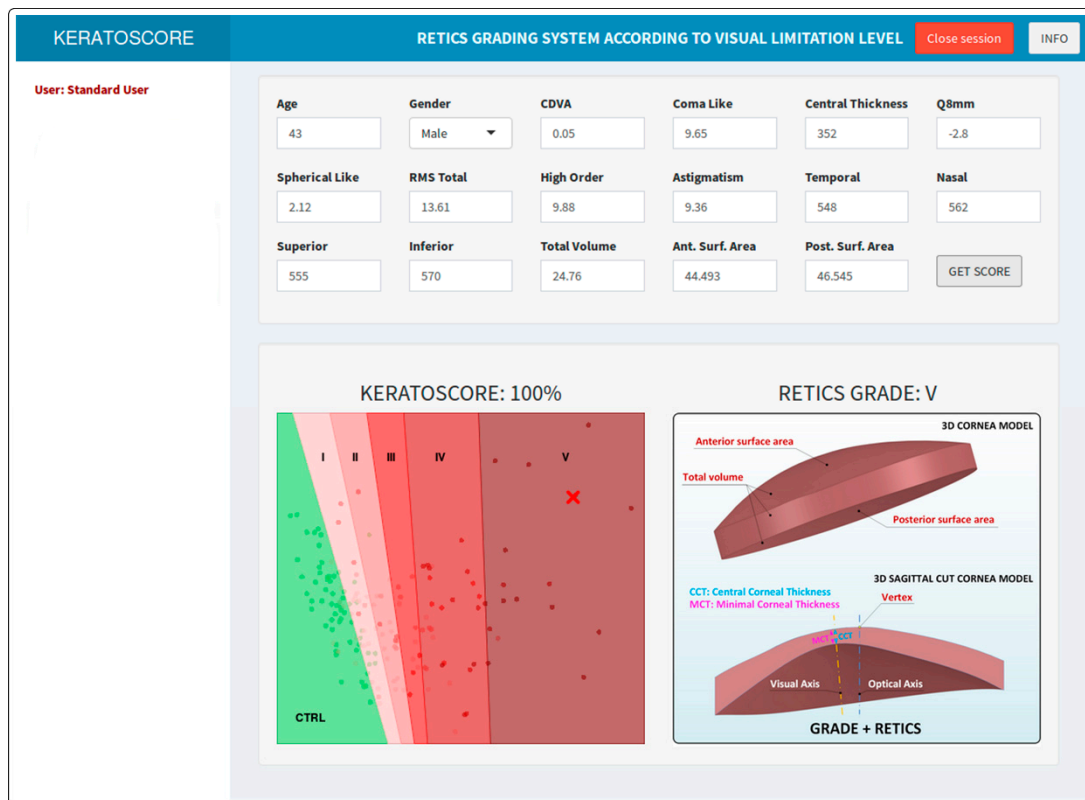 KERATOSCORE
RETICS GRADING SYSTEM ACCORDING TO VISUAL LIMITATION LEVEL
Close session
INFO
User: Standard User
Age Gender CDVA Coma Like Central Thickness Q8mm
43 Male 0.05 9.65 352 -2.8
Spherical Like RMS Total High Order Astigmatism Temporal Nasal
2.12 13.61 9.88 9.36 548 562
Superior Inferior Total Volume Ant. Surf. Area Post. Surf. Area
555 570 24.76 44.493 46.545 GET SCORE
KERATOSCORE: 100%
I II III IV V
CTRL
RETICS GRADE: V
3D CORNEA MODEL
Anterior surface area
Total volume
Posterior surface area
3D SAGITTAL CUT CORNEA MODEL
CCT: Central Corneal Thickness
MCT: Minimal Corneal Thickness
Vertex
MCT CCT
Visual Axis Optical Axis
GRADE + RETICS